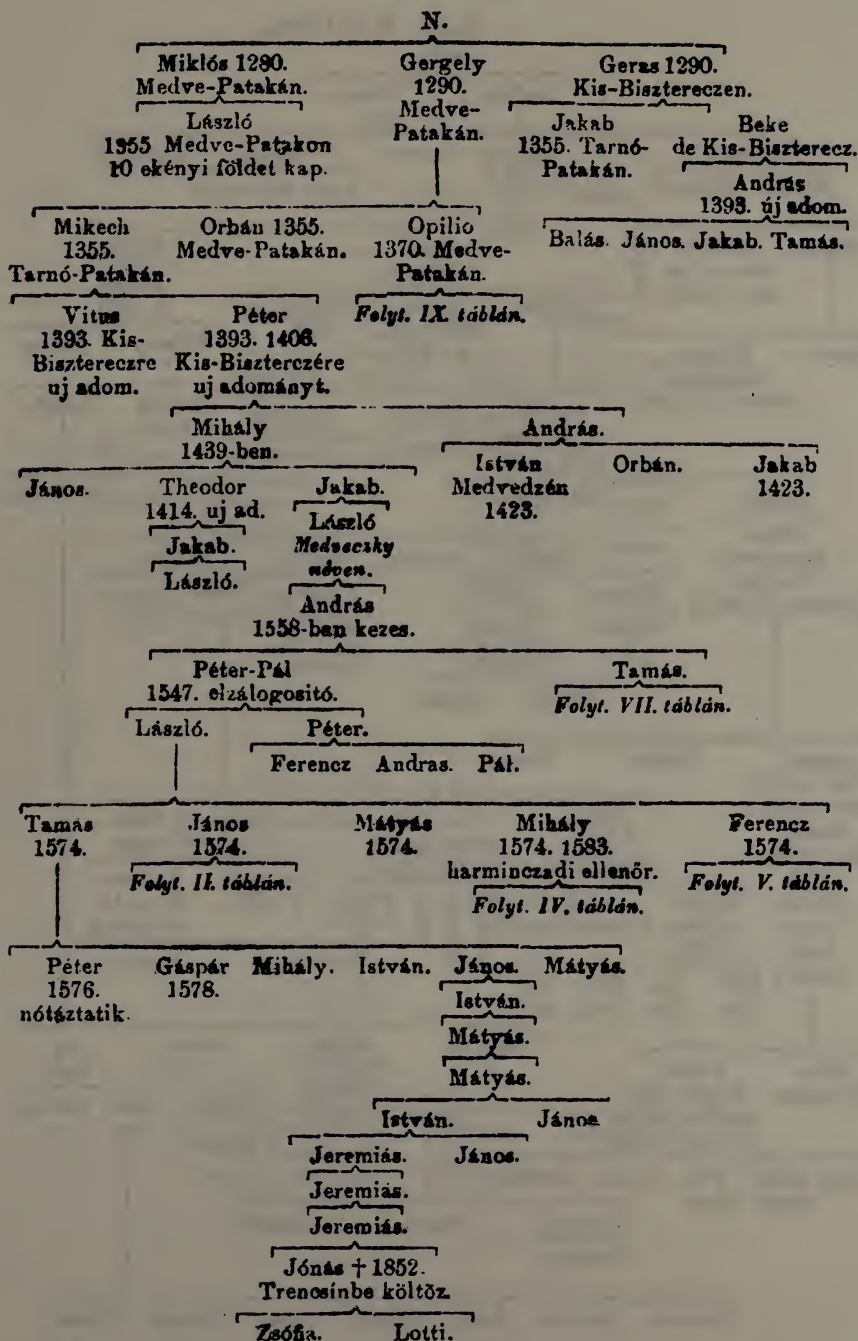 N.
Miklós 1280. Gergely Geras 1290.
Medve-Patakán. 1290. Kis-Bisztereczen.
László Medve- Jakab Beke
1355 Medve-Patakon Patakán. 1355. Tarnó- de Kis-Biszterecz.
10 ekényi földet kap. Patakán. András
1393. új adom.
Mikech Orbán 1355. Opilio Balás. János. Jakab. Tamás.
1355. Medve-Patakán. 1370. Medve-
Tarnó-Patakán. Patakán.
Vitus Péter Folyt. IX. táblán.
1393. Kis- 1393. 1406.
Bisztereczre Kis-Biszterczére
uj adom. uj adományt.
Mihály András.
1439-ben. István Orbán. Jakab
János. Theodor Jakab. Medvedzén 1423.
1414. uj ad. László 1423.
Jakab. Medveczky
László. néven.
András
1558-ban kezes.
Péter-Pál Tamás.
1547. elzálogositó. Folyt. VII. táblán.
László. Péter.
Ferencz Andras. Pál.
Tamás János Mátyás Mihály Ferencz
1574. 1574. 1574. 1574. 1583. 1574.
Folyt. II. táblán. harminczadi ellenőr. Folyt. V. táblán.
Folyt. IV. táblán.
Péter Gáspár Mihály. István. János. Mátyás.
1576. 1578. István.
nótáztatik. Mátyás.
Mátyás.
István. János.
Jeremiás. János.
Jeremiás.
Jeremiás.
Jónás † 1852.
Trencsínbe költöz.
Zsófia. Lotti.